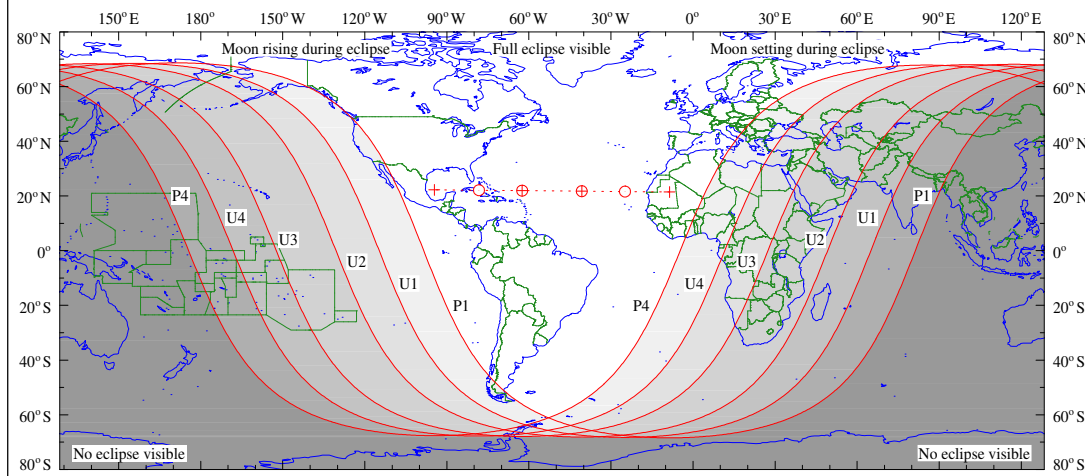 150°E 180° 150°W 120°W 90°W 60°W 30°W 0° 30°E 60°E 90°E 120°E
80°N 80°N
Moon rising during eclipse Full eclipse visible Moon setting during eclipse
60°N 60°N
40°N 40°N
20°N 20°N
P4 P1
U4 U1
U3 U2
0° 0°
U2 U3
U1 U4
P1 P4
20°S 20°S
40°S 40°S
60°S 60°S
No eclipse visible No eclipse visible
80°S 80°S